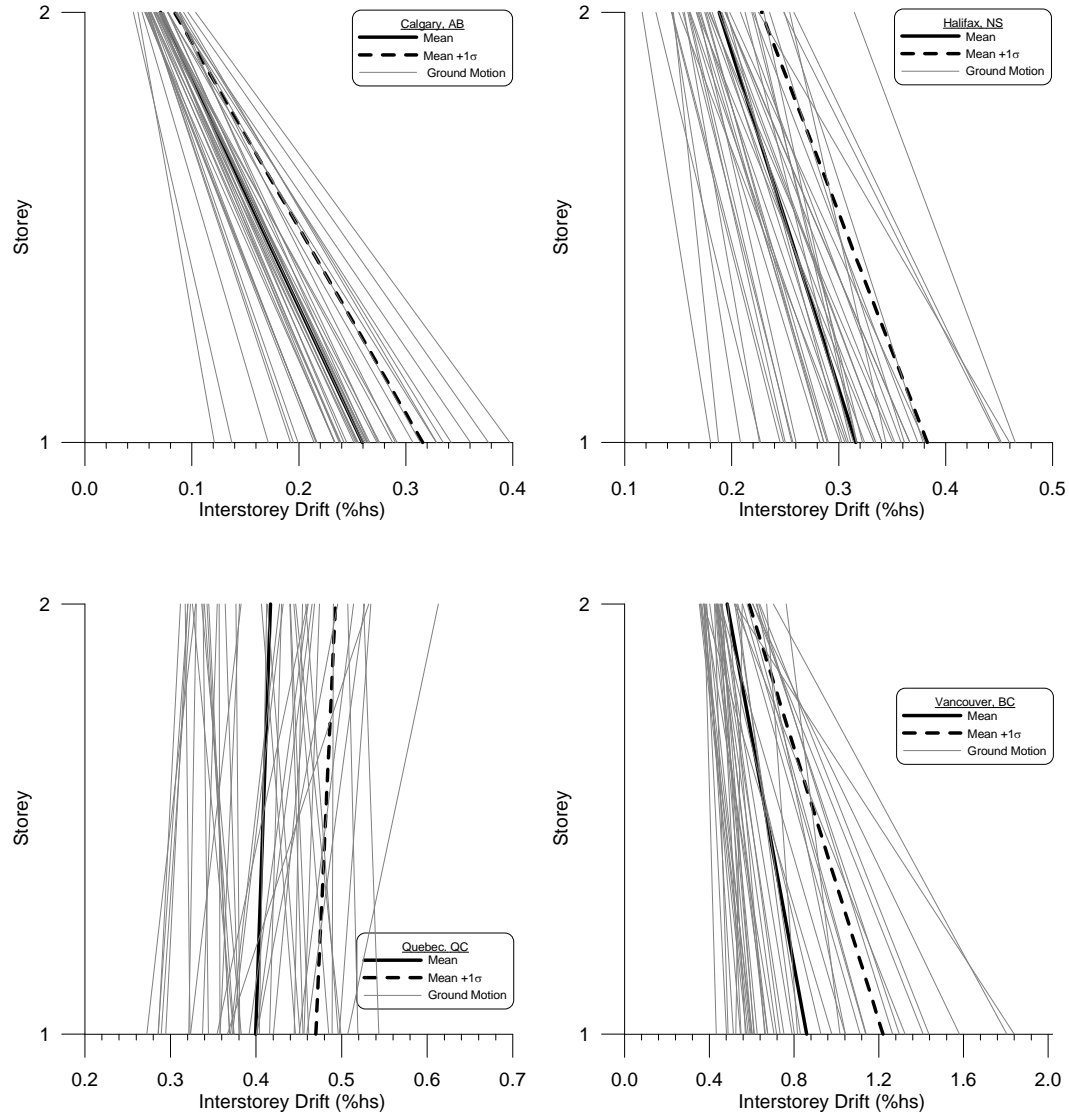 2
Calgary, AB
Mean
Mean +1σ
Ground Motion
Storey
1
0.0 0.1 0.2 0.3 0.4
Interstorey Drift (%hs)
2
Halifax, NS
Mean
Mean +1σ
Ground Motion
Storey
1
0.1 0.2 0.3 0.4 0.5
Interstorey Drift (%hs)
2
Storey
Quebec, QC
Mean
Mean +1σ
Ground Motion
1
0.2 0.3 0.4 0.5 0.6 0.7
Interstorey Drift (%hs)
2
Vancouver, BC
Mean
Mean +1σ
Ground Motion
Storey
1
0.0 0.4 0.8 1.2 1.6 2.0
Interstorey Drift (%hs)